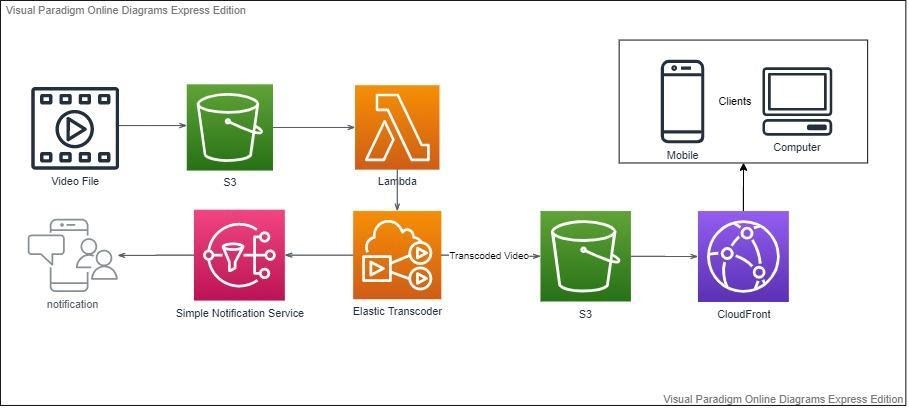 Visual Paradigm Online Diagrams Express Edition
Clients
Mobile
Computer
Video File
S3
Lambda
Transcoded Video
notification
Simple Notification Service
Elastic Transcoder
S3
CloudFront
Visual Paradigm Online Diagrams Express Edition